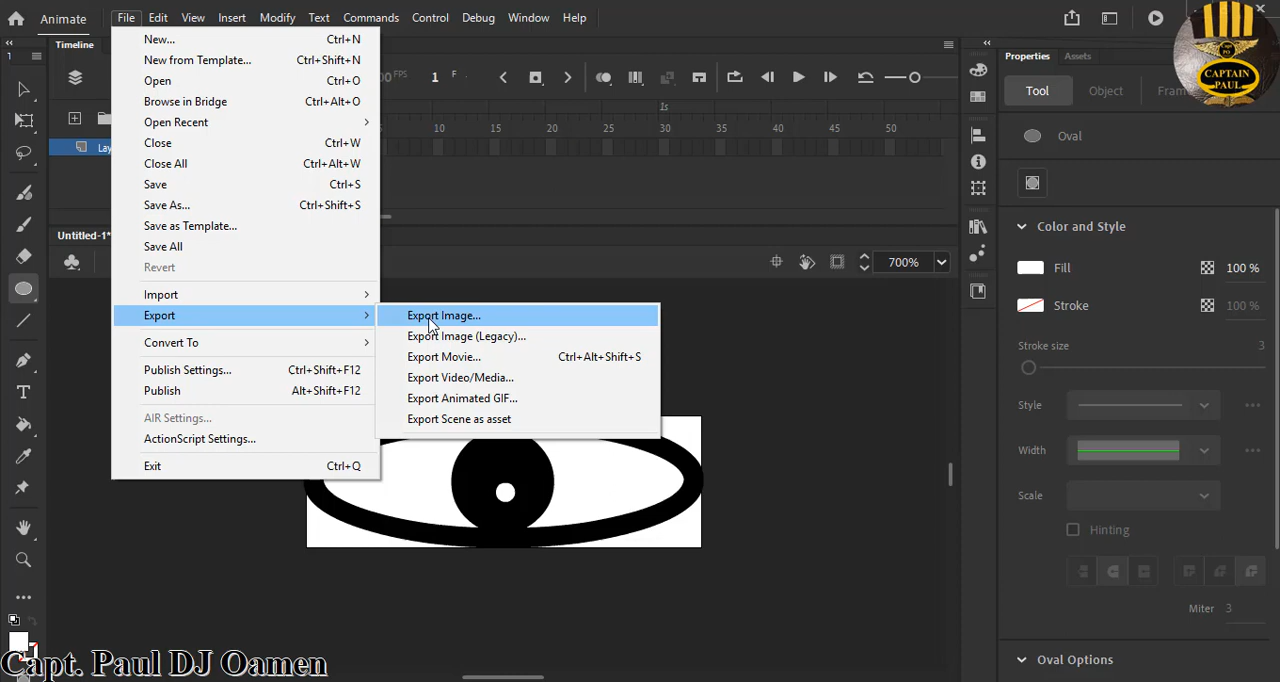 Animate File Edit View Insert Modify Text Commands Control Debug Window Help
Timeline
1
FPS 1 F
1s
10 15 20 25 30 35 40 45 50
Lay
Untitled-1*
700%
New... Ctrl+N
New from Template... Ctrl+Shift+N
Open Ctrl+O
Browse in Bridge Ctrl+Alt+O
Open Recent
Close Ctrl+W
Close All Ctrl+Alt+W
Save Ctrl+S
Save As... Ctrl+Shift+S
Save as Template...
Save All
Revert
Import
Export
Convert To
Publish Settings... Ctrl+Shift+F12
Publish Alt+Shift+F12
AIR Settings...
ActionScript Settings...
Exit Ctrl+Q
Export Image...
Export Image (Legacy)...
Export Movie... Ctrl+Alt+Shift+S
Export Video/Media...
Export Animated GIF...
Export Scene as asset
Properties Assets
Tool Object Fram
Oval
Color and Style
Fill 100 %
Stroke 100 %
Stroke size 3
Style
Width
Scale
Hinting
Miter 3
Oval Options
CAPTAIN
PAUL
Capt. Paul DJ Oamen